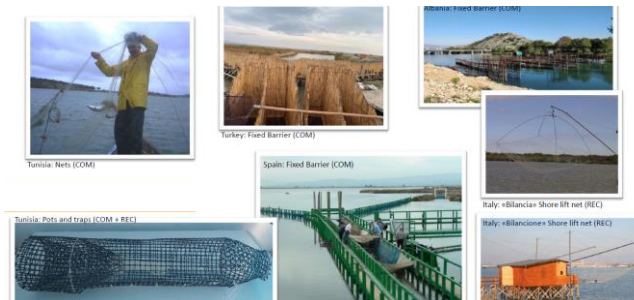 Albania: Fixed Barrier (COM)
Turkey: Fixed Barrier (COM)
Tunisia: Nets (COM)
Spain: Fixed Barrier (COM)
Italy: «Bilancia» Shore lift net (REC)
Tunisia: Pots and traps (COM + REC)
Italy: «Bilancione» Shore lift net (REC)